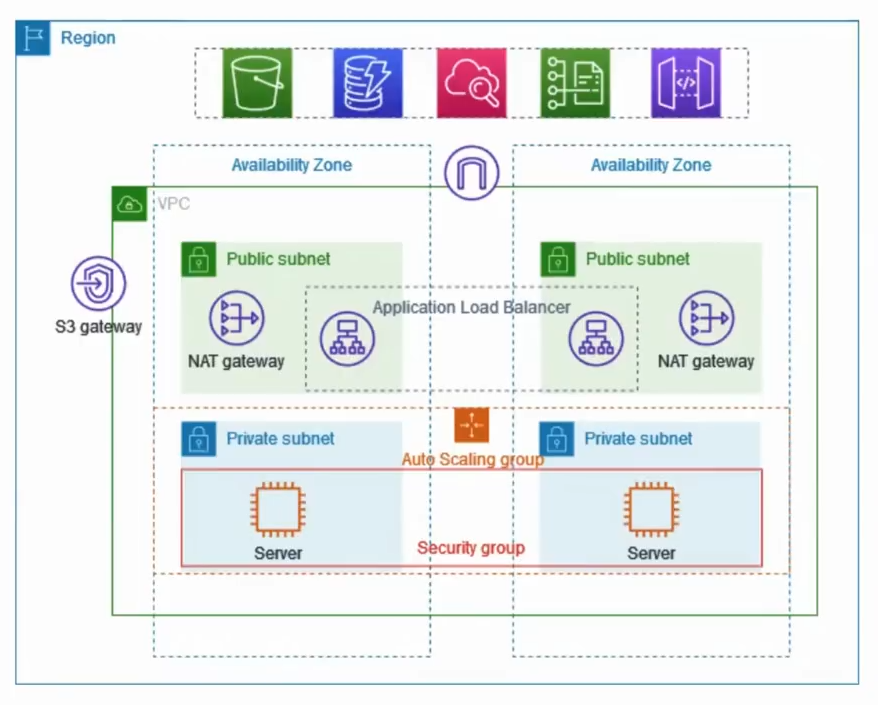 Region
Availability Zone
Availability Zone
VPC
Public subnet
Public subnet
Application Load Balancer
S3 gateway
NAT gateway
NAT gateway
Private subnet
Private subnet
Auto Scaling group
Security group
Server
Server